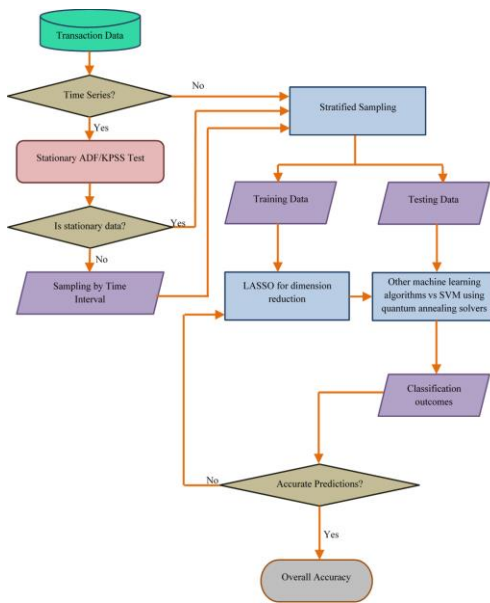 Transaction Data
Time Series?
No
Stratified Sampling
Yes
Stationary ADF/KPSS Test
Training Data
Testing Data
Is stationary data?
Yes
No
Sampling by Time
Interval
LASSO for dimension
reduction
Other machine learning
algorithms vs SVM using
quantum annealing solvers
Classification
outcomes
Accurate Predictions?
No
Yes
Overall Accuracy